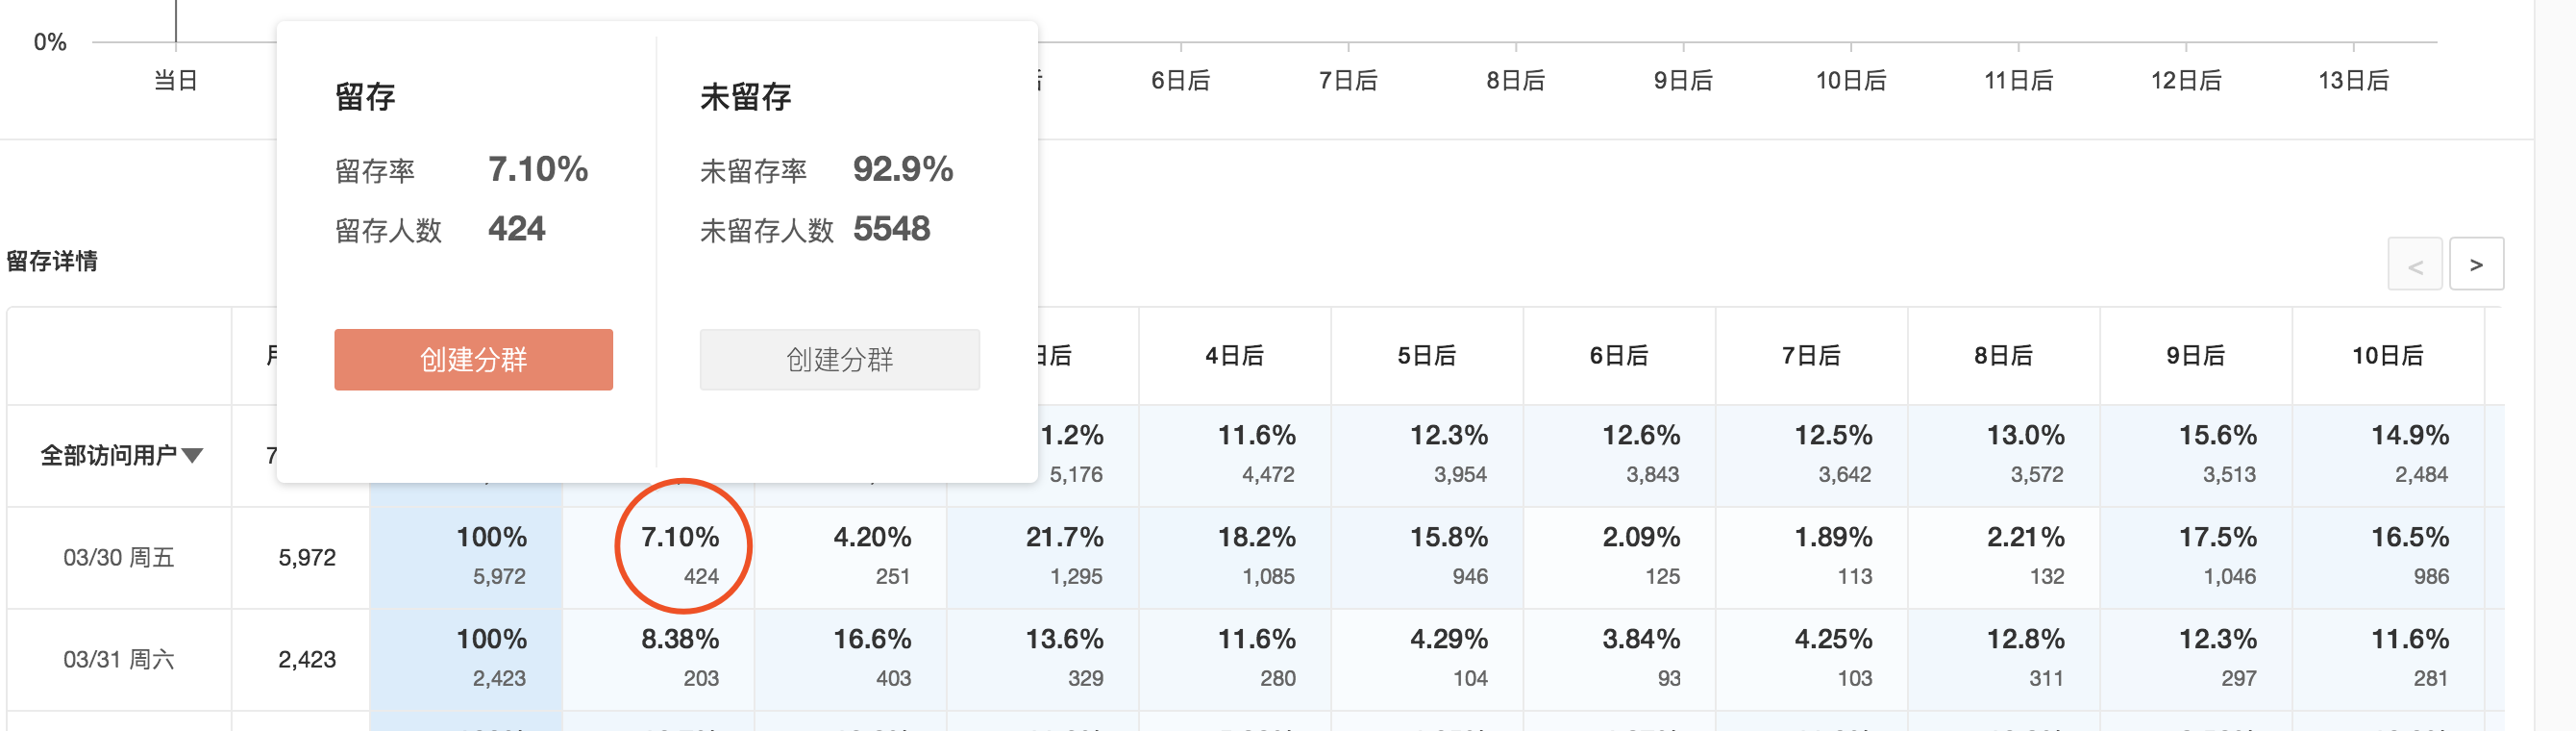 0%
当日 6日后 7日后 8日后 9日后 10日后 11日后 12日后 13日后
留存 未留存
留存率 7.10% 未留存率 92.9%
留存人数 424 未留存人数 5548
留存详情
< >
创建分群 创建分群
日后 4日后 5日后 6日后 7日后 8日后 9日后 10日后
全部访问用户 7 1.2% 11.6% 12.3% 12.6% 12.5% 13.0% 15.6% 14.9%
5,176 4,472 3,954 3,843 3,642 3,572 3,513 2,484
03/30 周五 5,972 100% 7.10% 4.20% 21.7% 18.2% 15.8% 2.09% 1.89% 2.21% 17.5% 16.5%
5,972 424 251 1,295 1,085 946 125 113 132 1,046 986
03/31 周六 2,423 100% 8.38% 16.6% 13.6% 11.6% 4.29% 3.84% 4.25% 12.8% 12.3% 11.6%
2,423 203 403 329 280 104 93 103 311 297 281